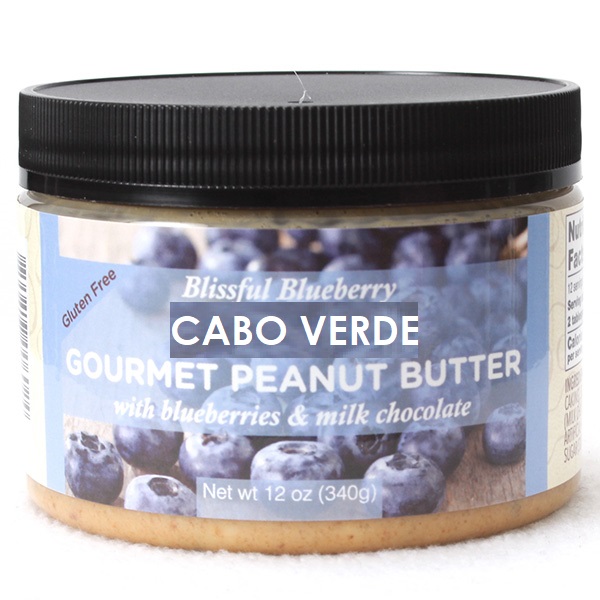 Gluten Free
Blissful Blueberry
CABO VERDE
GOURMET PEANUT BUTTER
with blueberries & milk chocolate
Net wt 12 oz (340g)